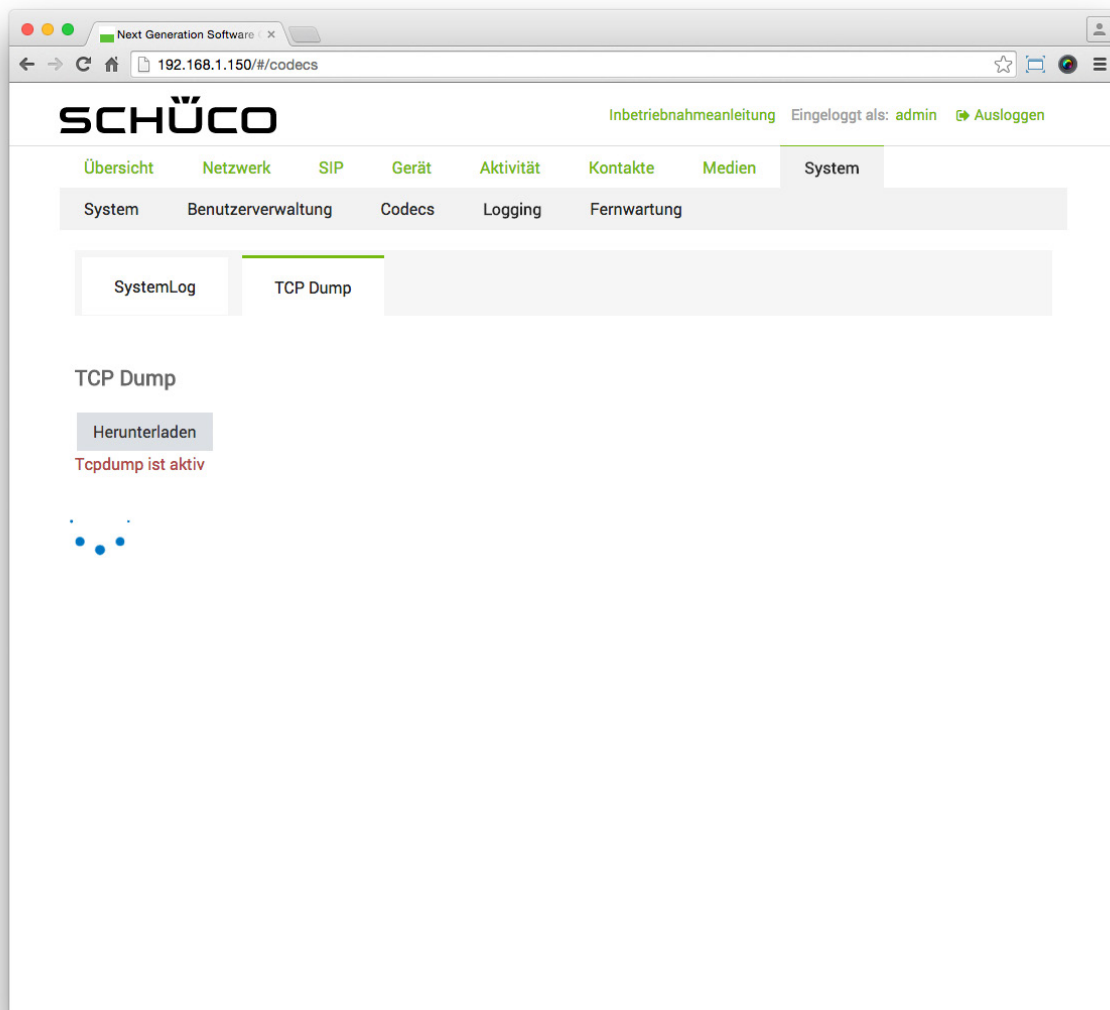 Next Generation Software
192.168.1.150/#/codecs
SCHÜCO
Inbetriebnahmeanleitung Eingeloggt als: admin Ausloggen
Übersicht Netzwerk SIP Gerät Aktivität Kontakte Medien System
System Benutzerverwaltung Codecs Logging Fernwartung
SystemLog TCP Dump
TCP Dump
Herunterladen
Tcpdump ist aktiv